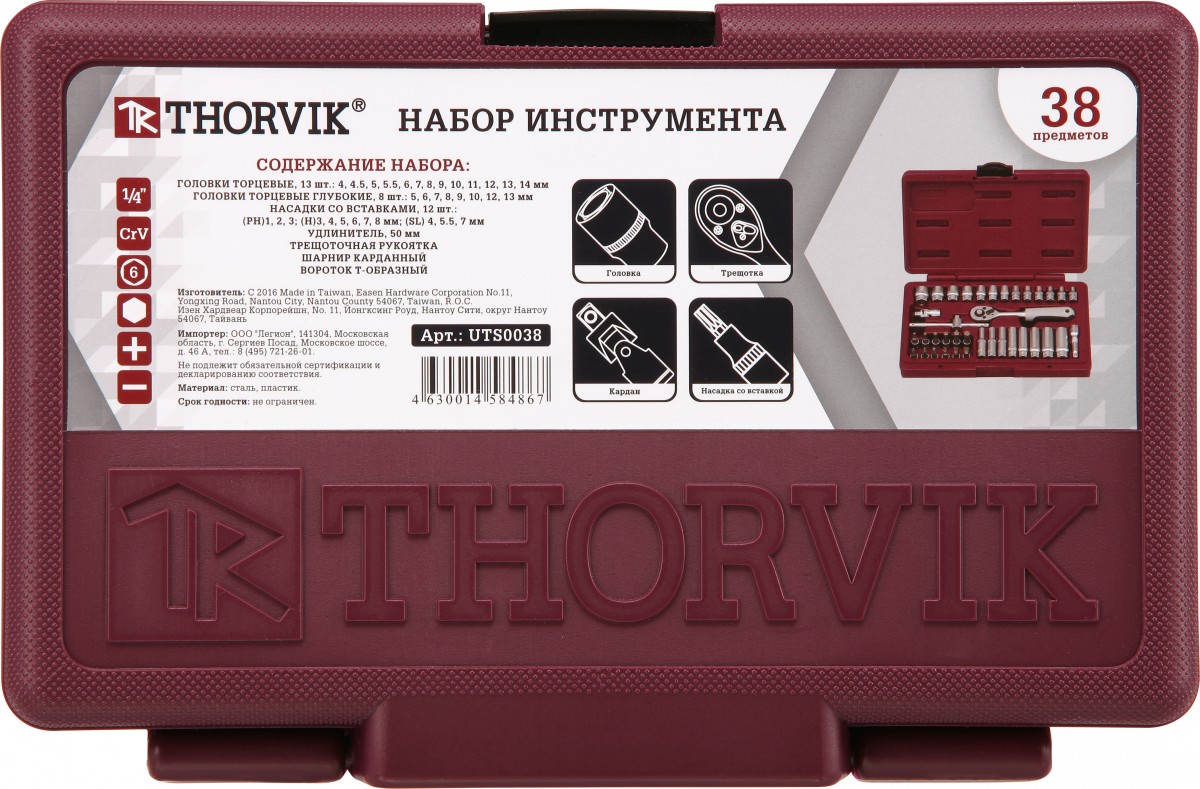 THORVIK®
НАБОР ИНСТРУМЕНТА
38
предметов
СОДЕРЖАНИЕ НАБОРА:
ГОЛОВКИ ТОРЦЕВЫЕ, 13 шт.: 4, 4.5, 5, 5.5, 6, 7, 8, 9, 10, 11, 12, 13, 14 мм
ГОЛОВКИ ТОРЦЕВЫЕ ГЛУБОКИЕ, 8 шт.: 5, 6, 7, 8, 9, 10, 12, 13 мм
НАСАДКИ СО ВСТАВКАМИ, 12 шт.:
(PH)1, 2, 3; (H)3, 4, 5, 6, 7, 8 мм; (SL) 4, 5.5, 7 мм
УДЛИНИТЕЛЬ, 50 мм
ТРЕЩОТОЧНАЯ РУКОЯТКА
ШАРНИР КАРДАННЫЙ
ВОРОТОК Т-ОБРАЗНЫЙ
1/4"
CrV
6
Изготовитель: С 2016 Made in Taiwan, Easen Hardware Corporation No.11,
Yongxing Road, Nantou City, Nantou County 54067, Taiwan, R.O.C.
Изен Хардвеар Корпорейшн, No. 11, Йонгксинг Роуд, Нантоу Сити, округ Нантоу
54067, Тайвань
Импортер: ООО "Легион", 141304, Московская
область, г. Сергиев Посад, Московское шоссе,
д. 46 А, тел.: 8 (495) 721-26-01.
Не подлежит обязательной сертификации и
декларированию соответствия.
Материал: сталь, пластик.
Срок годности: не ограничен.
Арт.: UTS0038
4 630014 584867
Головка
Трещотка
Кардан
Насадка со вставкой
THORVIK